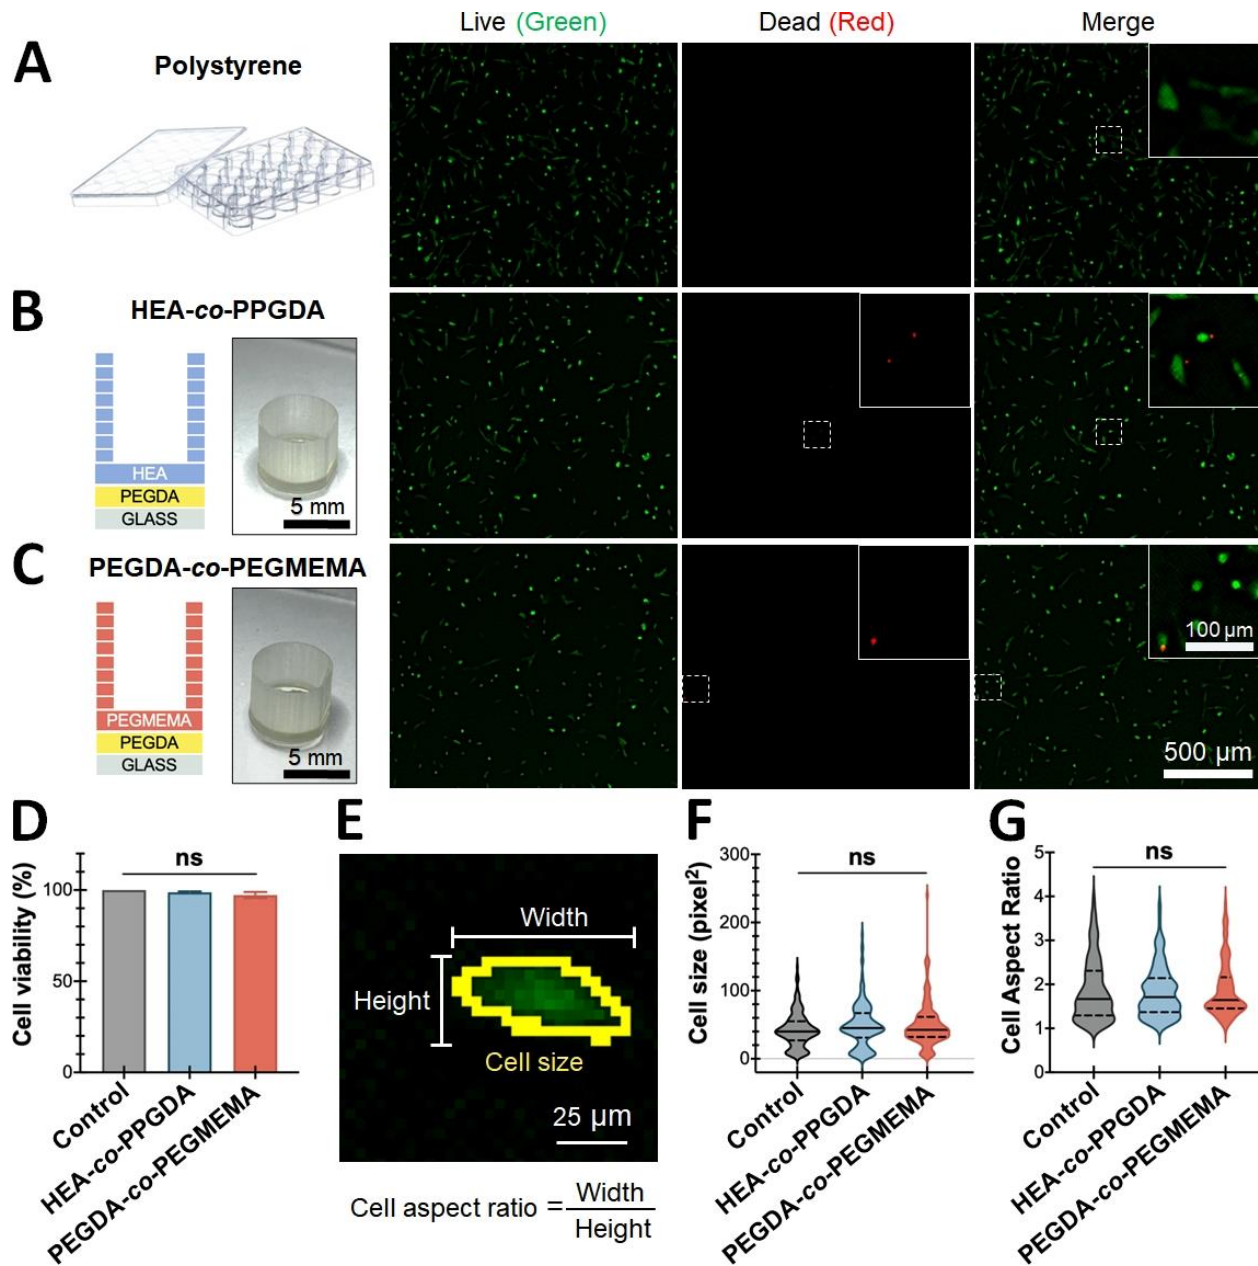 Live (Green)
Dead (Red)
Merge
A
Polystyrene
B
HEA-co-PPGDA
HEA
PEGDA
GLASS
5 mm
C
PEGDA-co-PEGMEMA
PEGMEMA
PEGDA
GLASS
5 mm
100 µm
500 µm
D
Cell viability (%)
100
50
0
ns
Control
HEA-co-PPGDA
PEGDA-co-PEGMEMA
E
Width
Height
Cell size
25 µm
Cell aspect ratio = Width
Height
F
Cell size (pixel²)
300
200
100
0
ns
Control
HEA-co-PPGDA
PEGDA-co-PEGMEMA
G
Cell Aspect Ratio
5
4
3
2
1
0
ns
Control
HEA-co-PPGDA
PEGDA-co-PEGMEMA